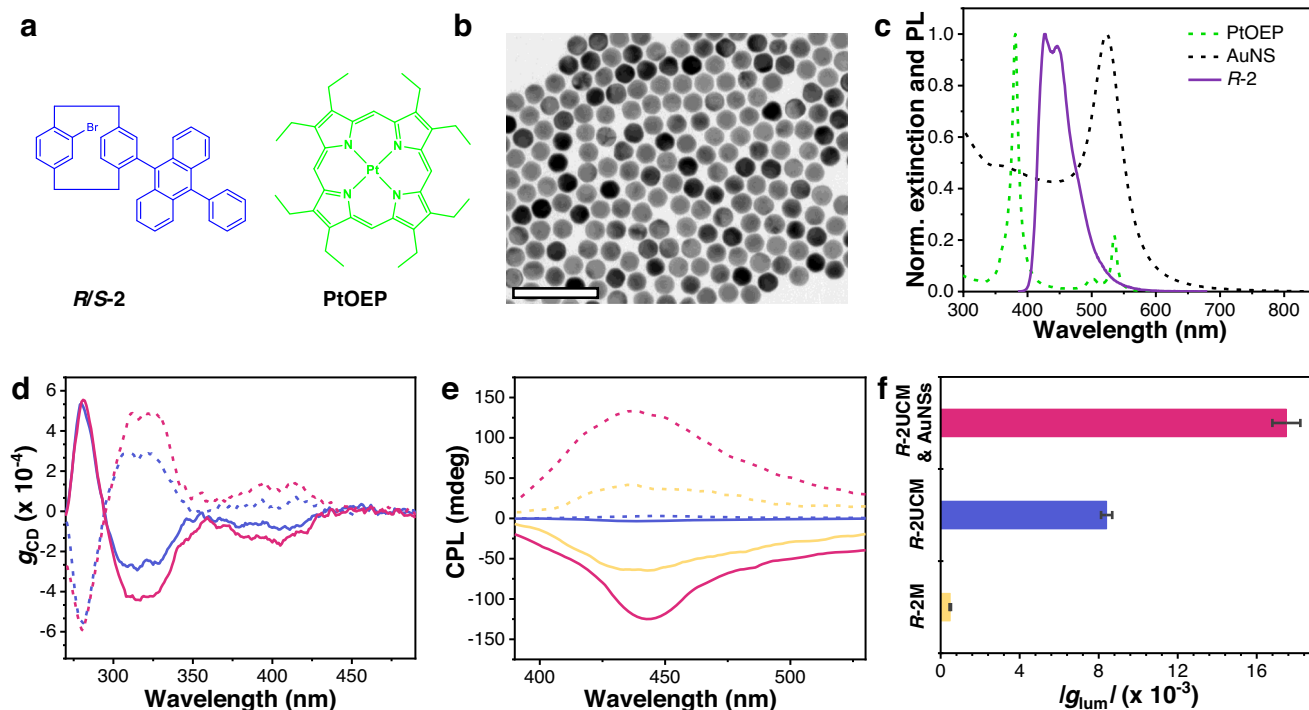 a
Br
R/S-2
N
N
Pt
N
N
PtOEP
b
c
PtOEP
AuNS
R-2
Norm. extinction and PL
1.0
0.8
0.6
0.4
0.2
0.0
300 400 500 600 700 800
Wavelength (nm)
d
gCD (x 10-4)
6
4
2
0
-2
-4
-6
300 350 400 450
Wavelength (nm)
e
CPL (mdeg)
150
100
50
0
-50
-100
-150
400 450 500
Wavelength (nm)
f
R-2UCM
& AuNSs
R-2UCM
R-2M
0 4 8 12 16
/glum/ (x 10-3)